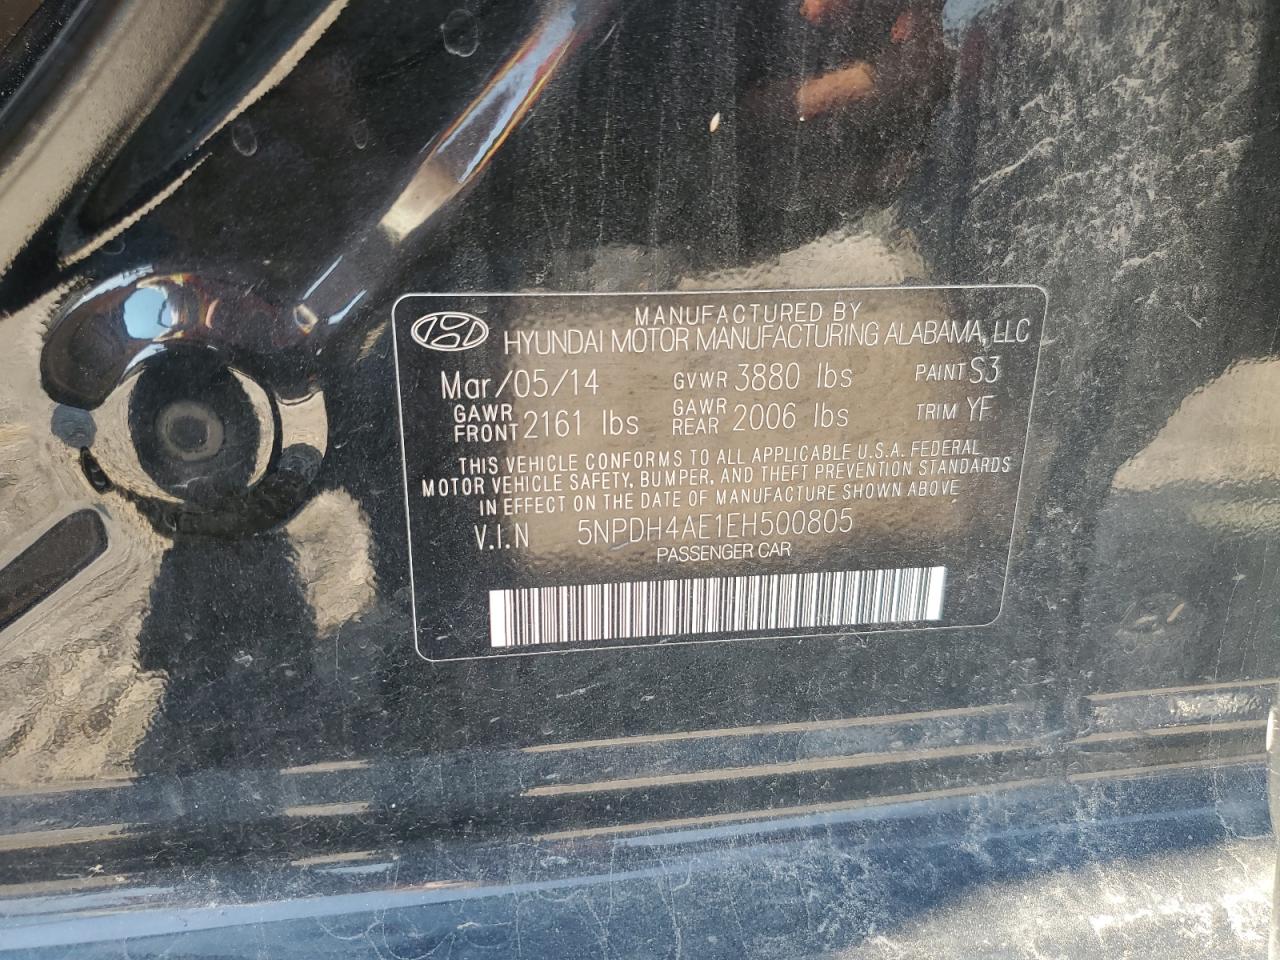 MANUFACTURED BY
HYUNDAI MOTOR MANUFACTURING ALABAMA, LLC
Mar/05/14 GVWR 3880 lbs PAINT S3
GAWR FRONT 2161 lbs GAWR REAR 2006 lbs TRIM YF
THIS VEHICLE CONFORMS TO ALL APPLICABLE U.S.A. FEDERAL
MOTOR VEHICLE SAFETY, BUMPER, AND THEFT PREVENTION STANDARDS
IN EFFECT ON THE DATE OF MANUFACTURE SHOWN ABOVE
V.I.N 5NPDH4AE1EH500805
PASSENGER CAR